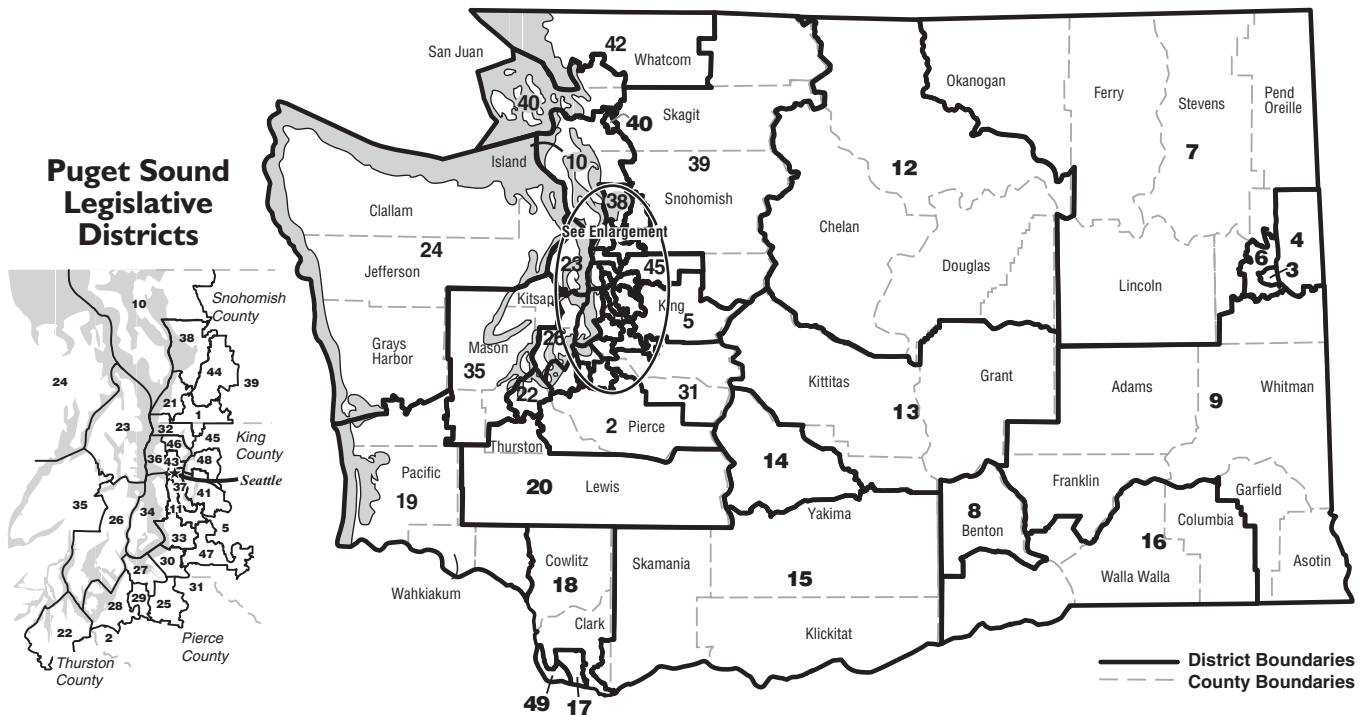 Puget Sound
Legislative
Districts
10
Snohomish
County
38
24
44
39
21
1
23
32
45
King
County
46
36
43
48
Seattle
37
35
41
26
34
11
5
33
47
30
27
31
29
28
25
22
2
Pierce
County
Thurston
County
San Juan
42
Whatcom
Okanogan
Ferry
Stevens
Pend
Oreille
40
40
Skagit
Island
10
39
12
7
Clallam
38
Snohomish
Chelan
See Enlargement
24
4
Jefferson
23
45
Douglas
6
3
Lincoln
Kitsap
King
5
Grays
Harbor
Mason
26
35
Kittitas
Grant
Adams
Whitman
22
31
13
9
2
Pierce
Thurston
14
Pacific
19
20
Lewis
Franklin
Garfield
Yakima
8
Benton
Columbia
16
Cowlitz
18
Skamania
15
Walla Walla
Asotin
Wahkiakum
Clark
Klickitat
49
17
District Boundaries
County Boundaries